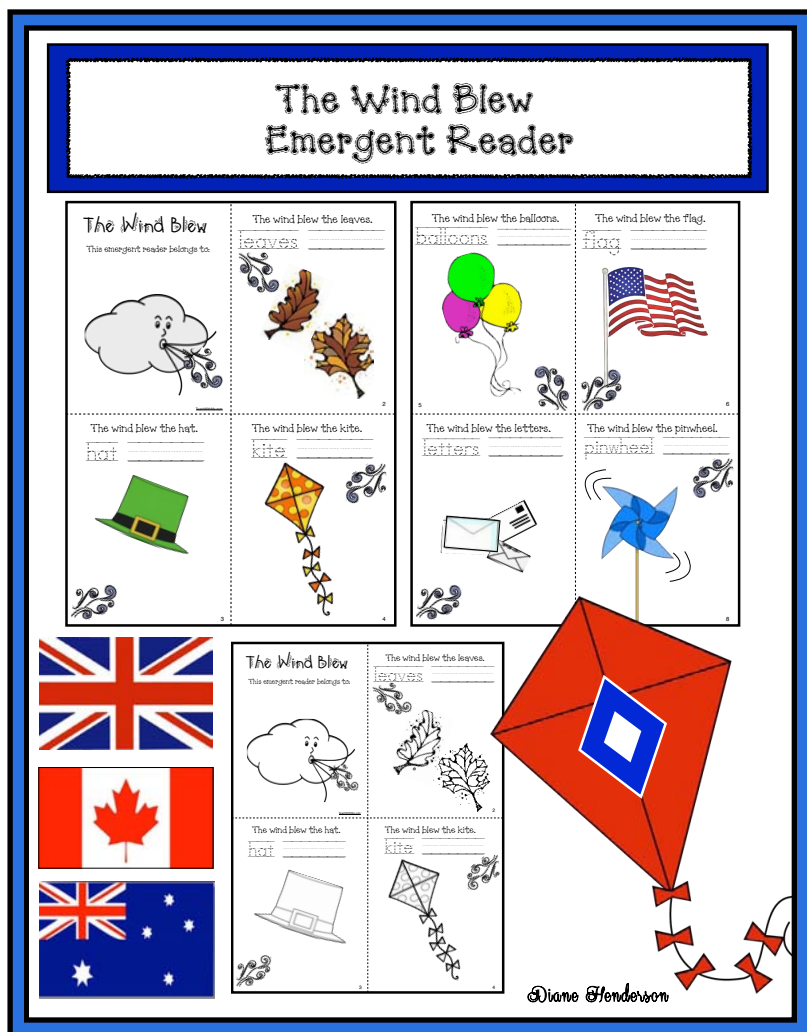 The Wind Blew
Emergent Reader
The Wind Blew
This emergent reader belongs to:
The wind blew the leaves.
leaves
2
The wind blew the hat.
hat
3
The wind blew the kite.
kite
4
The wind blew the balloons.
balloons
5
The wind blew the flag.
flag
6
The wind blew the letters.
letters
The wind blew the pinwheel.
pinwheel
8
The Wind Blew
This emergent reader belongs to:
The wind blew the leaves.
leaves
2
The wind blew the hat.
hat
3
The wind blew the kite.
kite
4
Diane Henderson